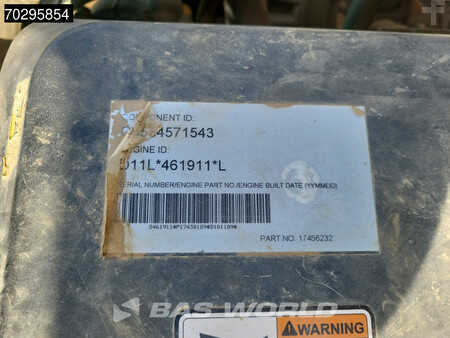 70295854
COMPONENT ID:
4571543
ENGINE ID:
D11L*461911*L
SERIAL NUMBER/ENGINE PART NO./ENGINE BUILT DATE (YYMMDD)
PART NO. 17456232
BAS WORLD
WARNING